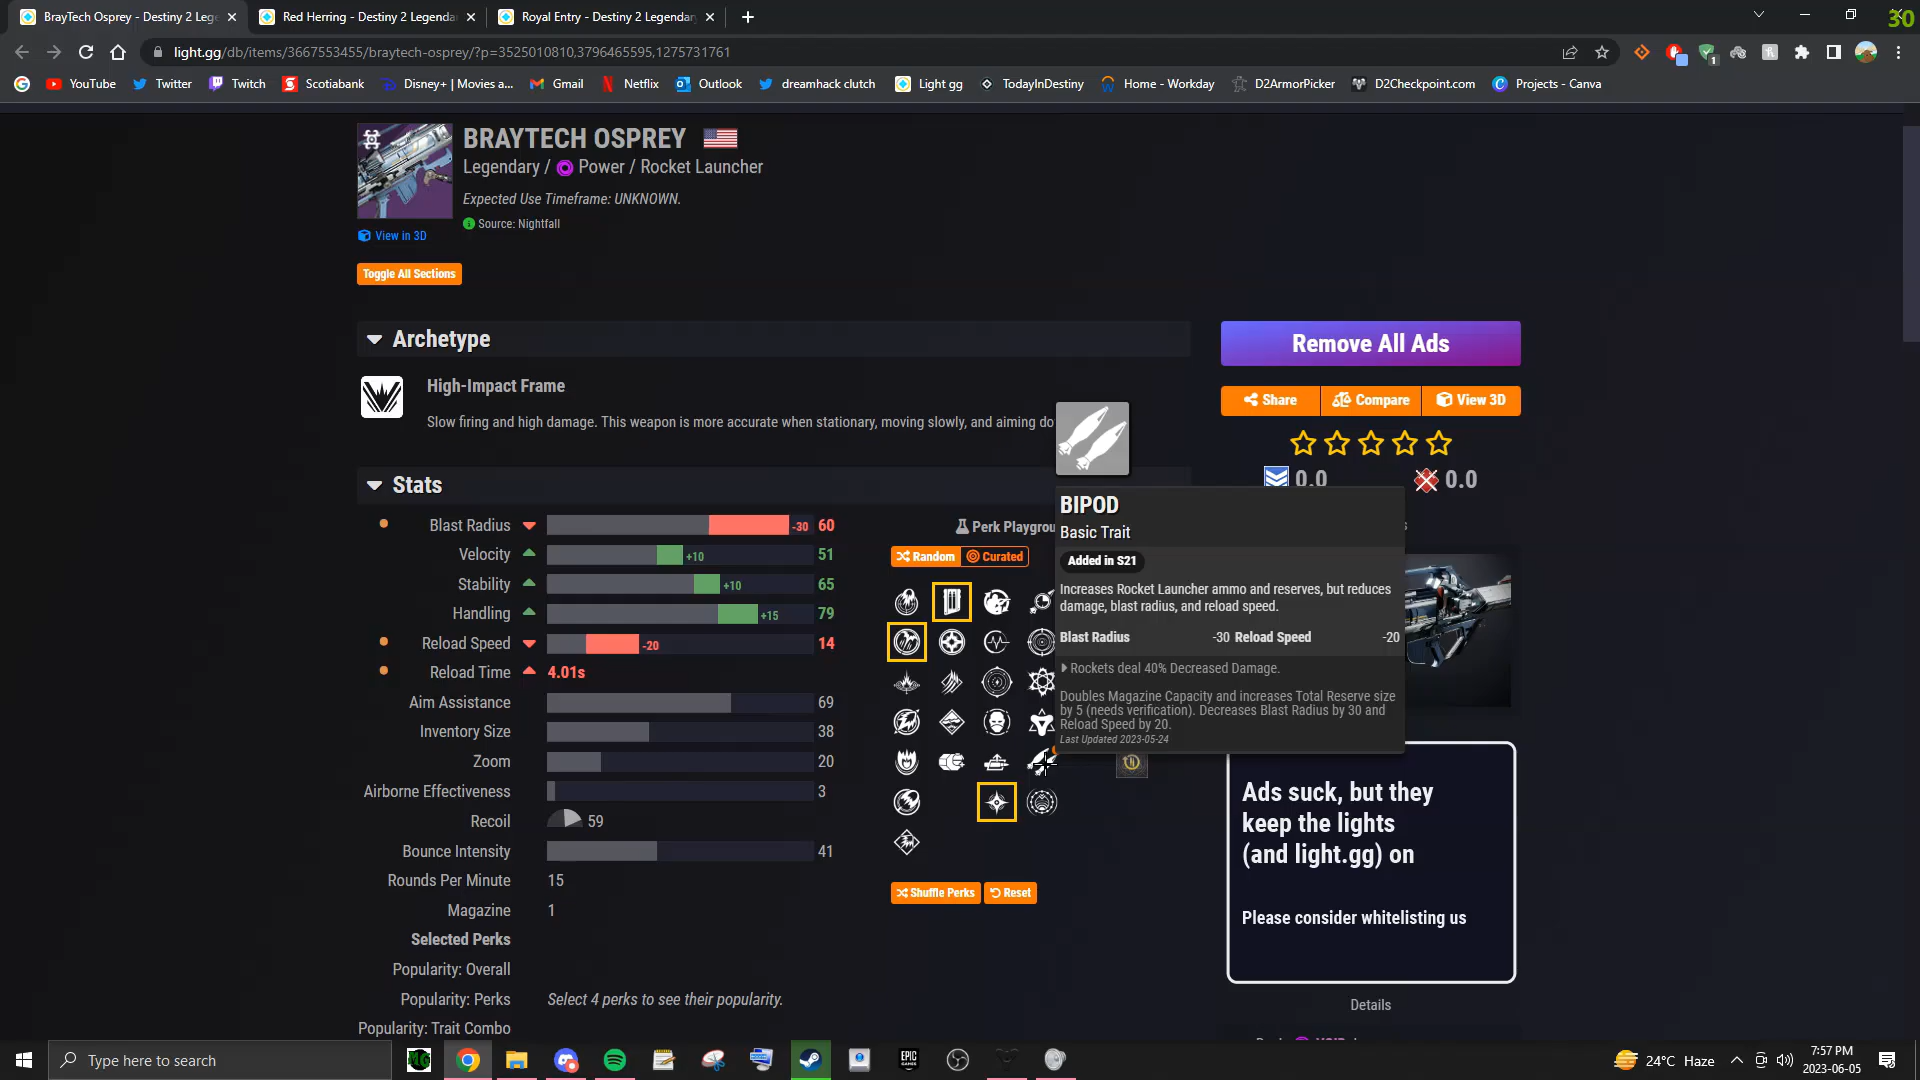 BrayTech Osprey - Destiny 2 Lege
Red Herring - Destiny 2 Legenda
Royal Entry - Destiny 2 Legendar
30
light.gg/db/items/3667553455/braytech-osprey/?p=3525010810,3796465595,1275731761
YouTube
Twitter
Twitch
Scotiabank
Disney+ | Movies a...
Gmail
Netflix
Outlook
dreamhack clutch
Light gg
TodayInDestiny
Home - Workday
D2ArmorPicker
D2Checkpoint.com
Projects - Canva
BRAYTECH OSPREY
Legendary / Power / Rocket Launcher
Expected Use Timeframe: UNKNOWN.
Source: Nightfall
View in 3D
Toggle All Sections
Archetype
High-Impact Frame
Slow firing and high damage. This weapon is more accurate when stationary, moving slowly, and aiming do
Remove All Ads
Share
Compare
View 3D
0.0
0.0
Stats
Blast Radius -30 60
Velocity +10 51
Stability +10 65
Handling +15 79
Reload Speed -20 14
Reload Time 4.01s
Aim Assistance 69
Inventory Size 38
Zoom 20
Airborne Effectiveness 3
Recoil 59
Bounce Intensity 41
Rounds Per Minute 15
Magazine 1
Selected Perks
Popularity: Overall
Popularity: Perks Select 4 perks to see their popularity.
Popularity: Trait Combo
Perk Playgrou
Random
Curated
Shuffle Perks
Reset
BIPOD
Basic Trait
Added in S21
Increases Rocket Launcher ammo and reserves, but reduces
damage, blast radius, and reload speed.
Blast Radius -30 Reload Speed -20
Rockets deal 40% Decreased Damage.
Doubles Magazine Capacity and increases Total Reserve size
by 5 (needs verification). Decreases Blast Radius by 30 and
Reload Speed by 20.
Last Updated 2023-05-24
Ads suck, but they
keep the lights
(and light.gg) on
Please consider whitelisting us
Details
Type here to search
EPIC
GAMES
24°C Haze
7:57 PM
2023-06-05